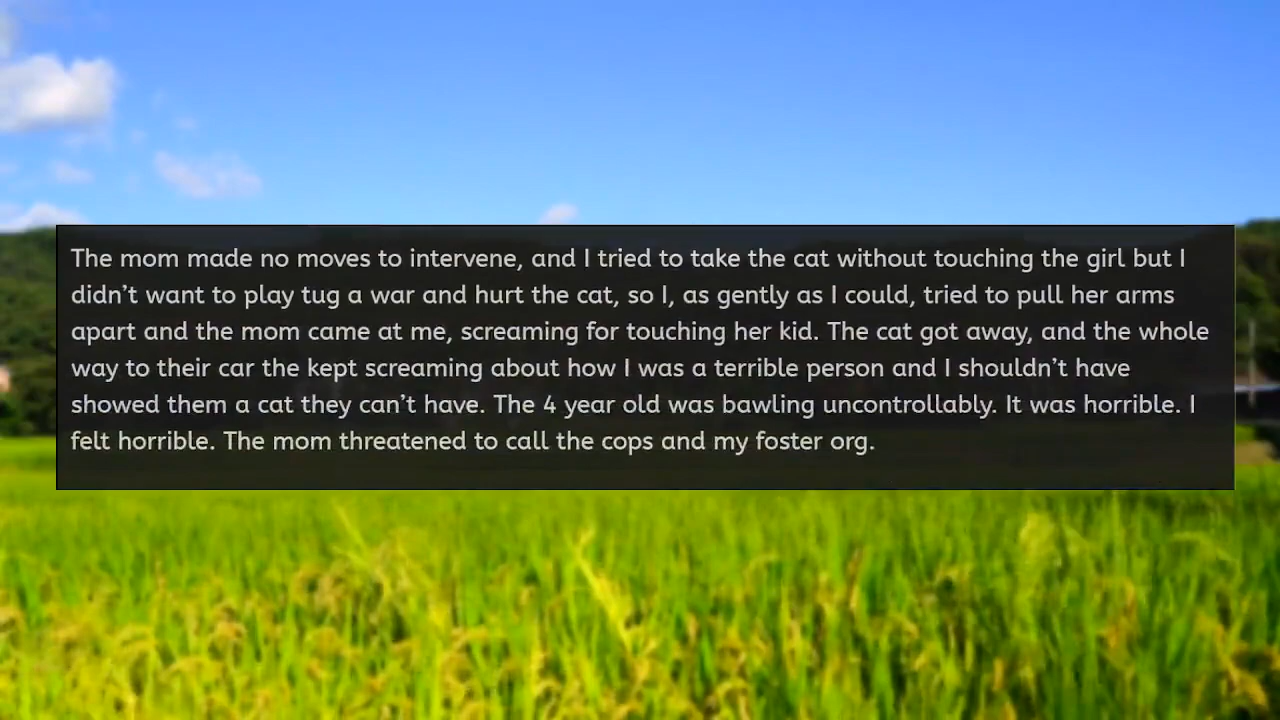 The mom made no moves to intervene, and I tried to take the cat without touching the girl but I
didn’t want to play tug a war and hurt the cat, so I, as gently as I could, tried to pull her arms
apart and the mom came at me, screaming for touching her kid. The cat got away, and the whole
way to their car the kept screaming about how I was a terrible person and I shouldn’t have
showed them a cat they can’t have. The 4 year old was bawling uncontrollably. It was horrible. I
felt horrible. The mom threatened to call the cops and my foster org.